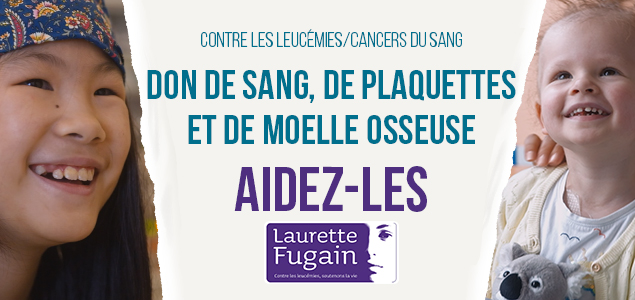 CONTRE LES LEUCÉMIES/CANCERS DU SANG
DON DE SANG, DE PLAQUETTES
ET DE MOELLE OSSEUSE
AIDEZ-LES
Laurette
Fugain
Contre les leucémies, soutenons la vie